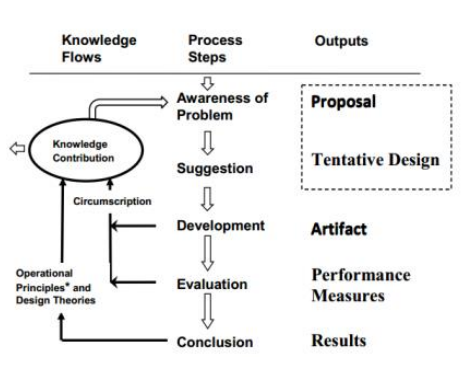 Knowledge
Flows
Process
Steps
Outputs
Awareness of
Problem
Proposal
Knowledge
Contribution
Suggestion
Tentative Design
Circumscription
Development
Artifact
Operational
Principles* and
Design Theories
Evaluation
Performance
Measures
Conclusion
Results